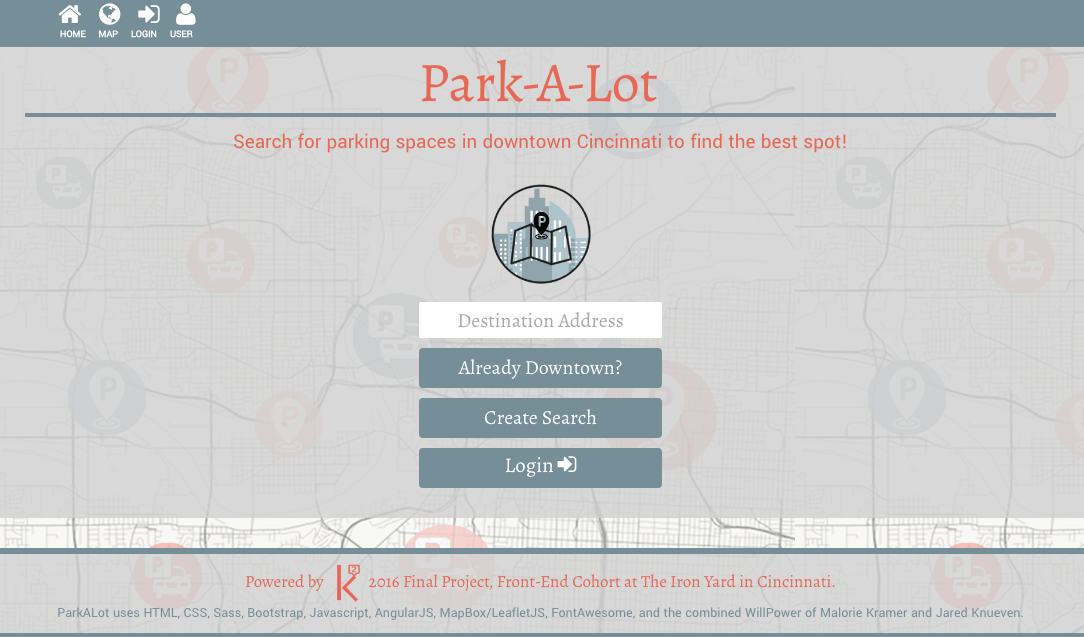 HOME MAP LOGIN USER
Park-A-Lot
Search for parking spaces in downtown Cincinnati to find the best spot!
P
Destination Address
Already Downtown?
Create Search
Login
Powered by K2 2016 Final Project, Front-End Cohort at The Iron Yard in Cincinnati.
ParkALot uses HTML, CSS, Sass, Bootstrap, Javascript, AngularJS, MapBox/LeafletJS, FontAwesome, and the combined WillPower of Malorie Kramer and Jared Knueven.